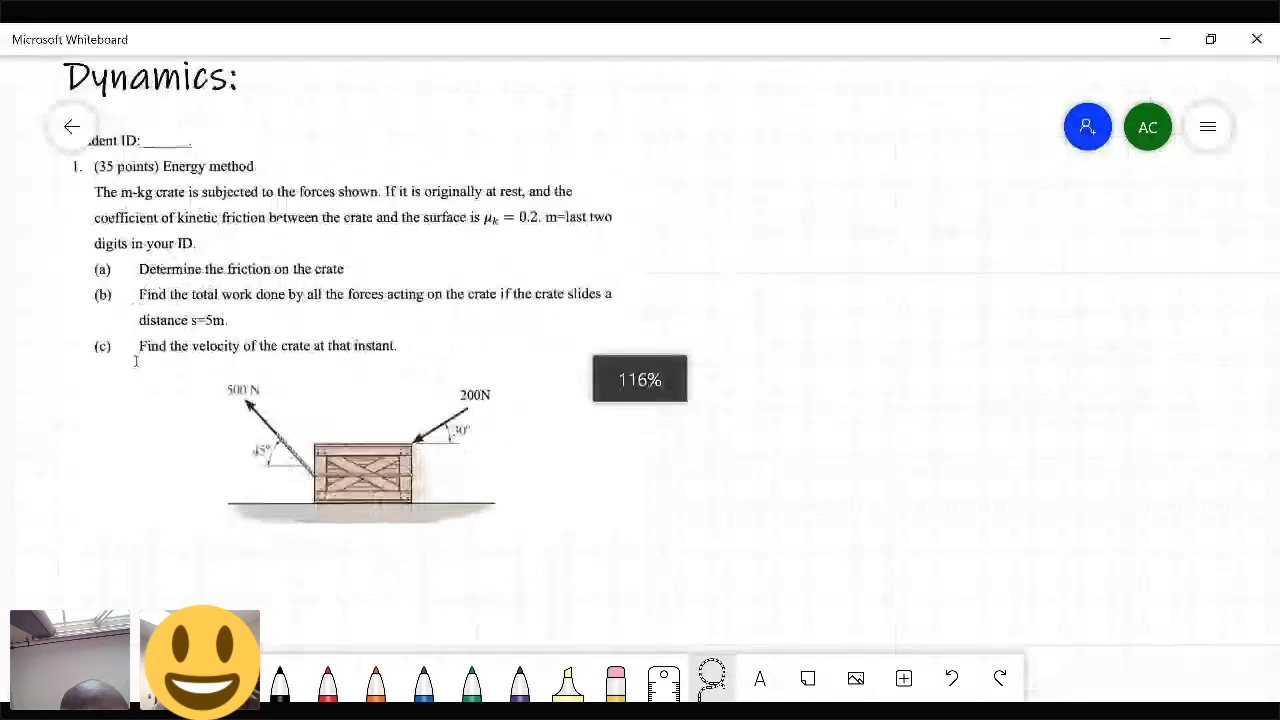 Microsoft Whiteboard
Dynamics:
dent ID:______.
1. (35 points) Energy method
The m-kg crate is subjected to the forces shown. If it is originally at rest, and the
coefficient of kinetic friction between the crate and the surface is μₖ = 0.2. m=last two
digits in your ID.
(a) Determine the friction on the crate
(b) Find the total work done by all the forces acting on the crate if the crate slides a
distance s=5m.
(c) Find the velocity of the crate at that instant.
116%
500 N
200N
45°
30°
AC
A